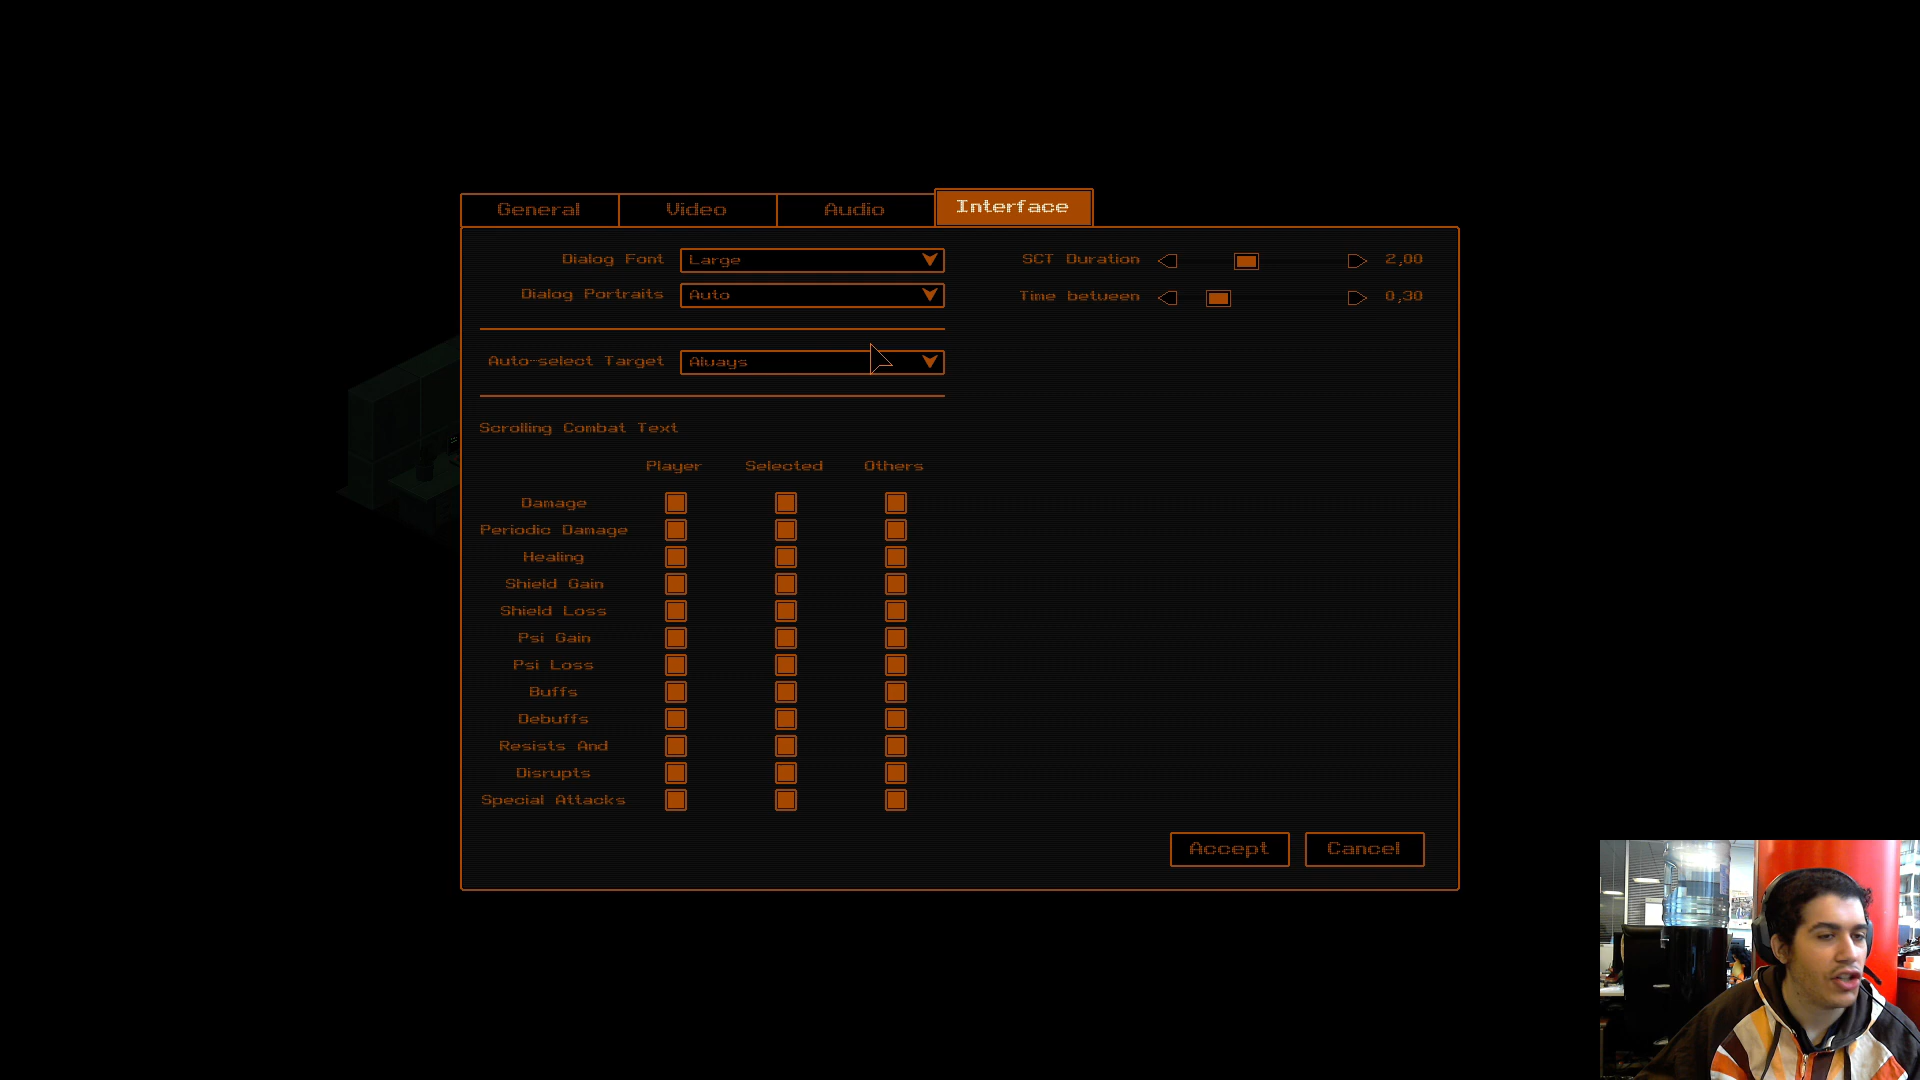 General Video Audio Interface
Dialog Font Large SCT Duration 2,00
Dialog Portraits Auto Time between 0,30
Auto-select Target Always
Scrolling Combat Text
Player Selected Others
Damage
Periodic Damage
Healing
Shield Gain
Shield Loss
Psi Gain
Psi Loss
Buffs
Debuffs
Resists And
Disrupts
Special Attacks
Accept Cancel